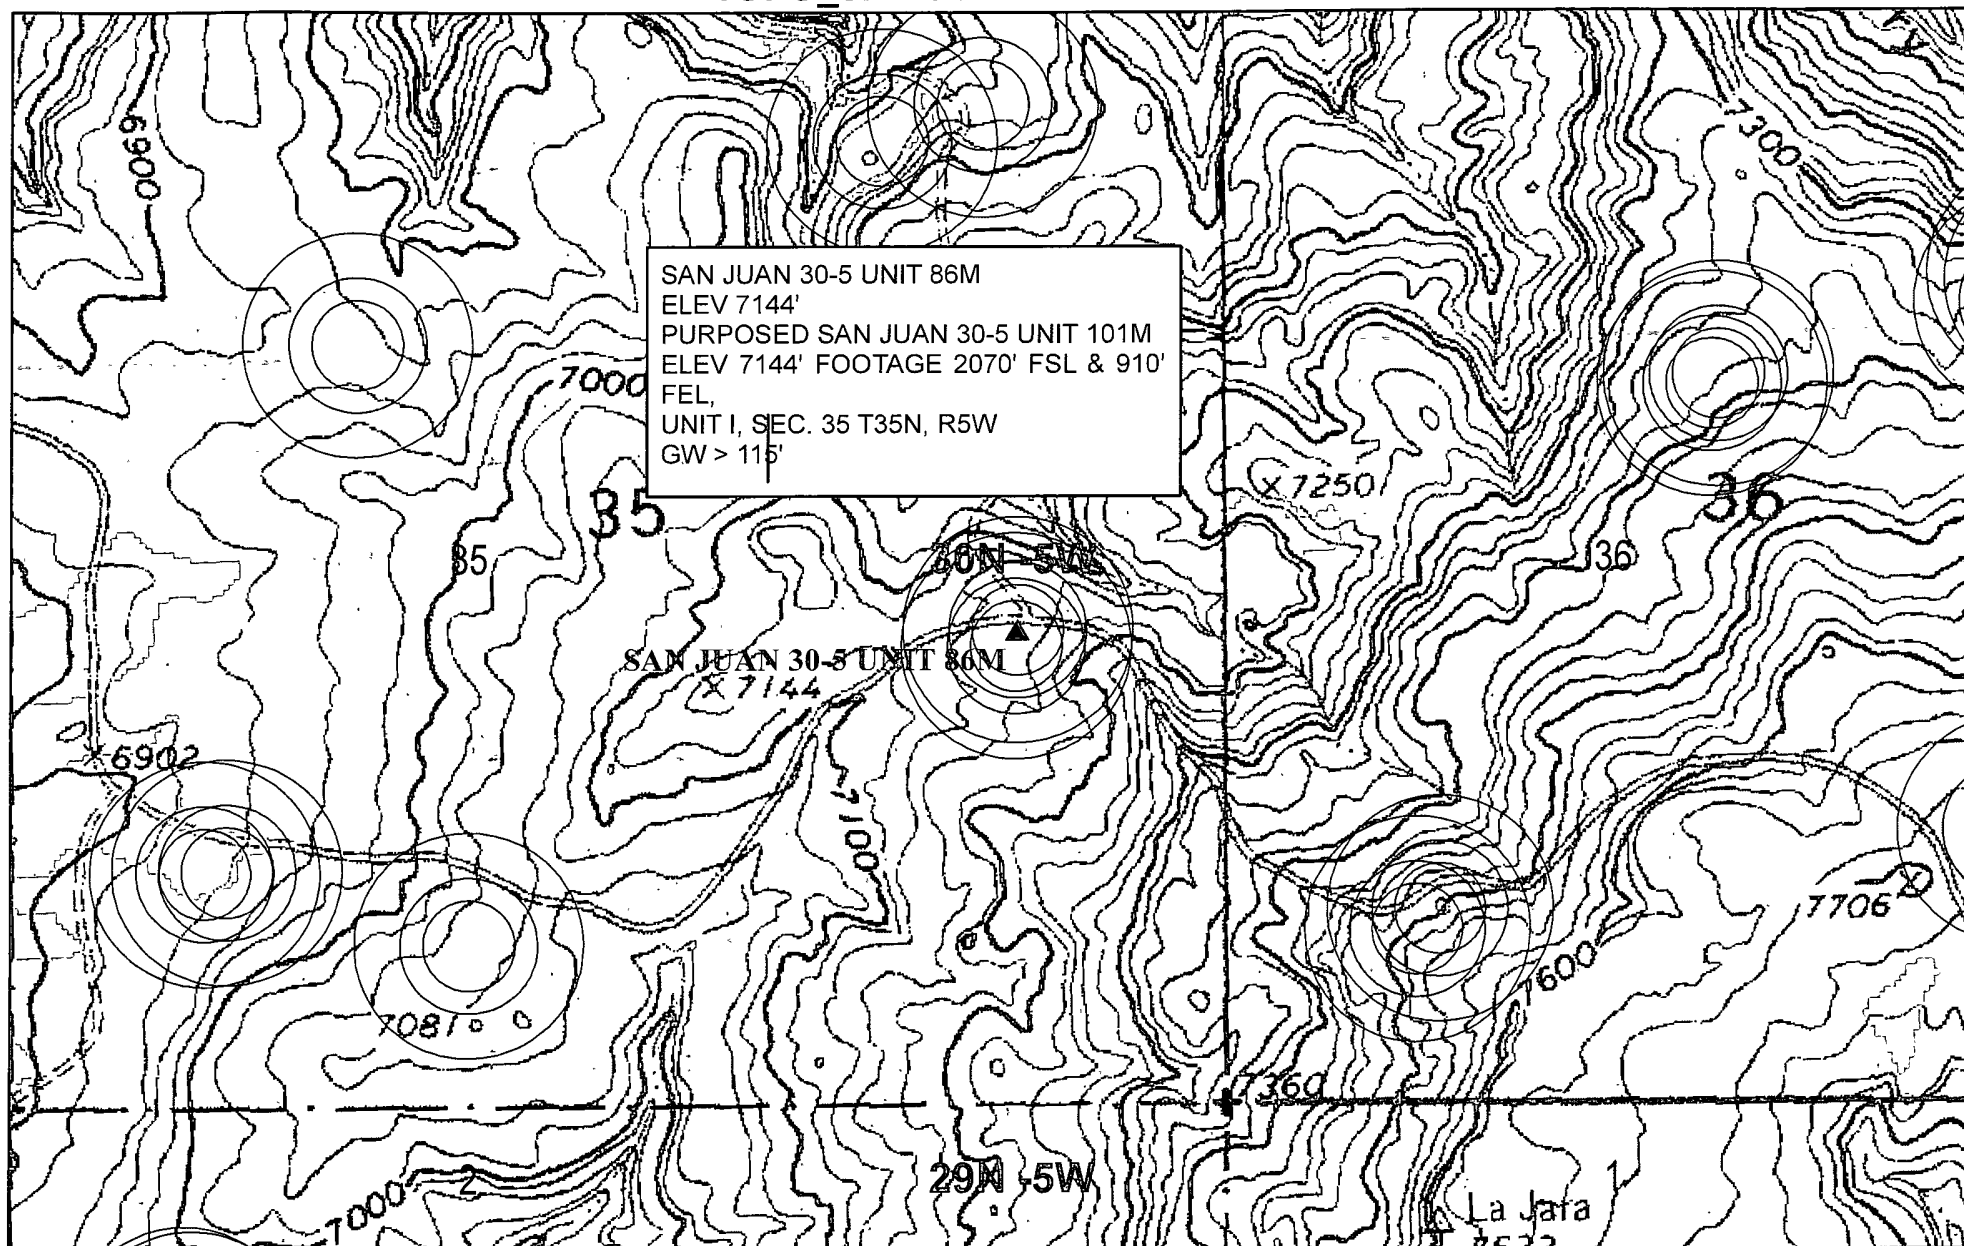 6900
7300
SAN JUAN 30-5 UNIT 86M
ELEV 7144'
PURPOSED SAN JUAN 30-5 UNIT 101M
ELEV 7144' FOOTAGE 2070' FSL & 910'
FEL,
UNIT I, SEC. 35 T35N, R5W
GW > 115'
7000
X 7250
35
36
35
30N -5W
36
SAN JUAN 30-5 UNIT 86M
X 7144
6902
7100
7706
7600
7081
7360
29N -5W
2
1
7000
La Jara